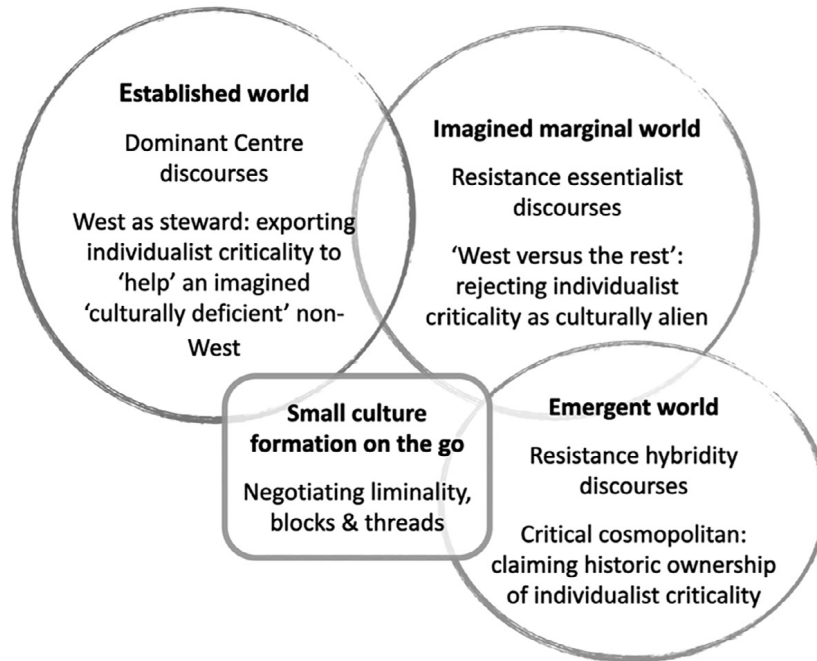 Established world
Dominant Centre
discourses
West as steward: exporting
individualist criticality to
‘help’ an imagined
‘culturally deficient’ non-
West
Imagined marginal world
Resistance essentialist
discourses
‘West versus the rest’:
rejecting individualist
criticality as culturally alien
Small culture
formation on the go
Negotiating liminality,
blocks & threads
Emergent world
Resistance hybridity
discourses
Critical cosmopolitan:
claiming historic ownership
of individualist criticality